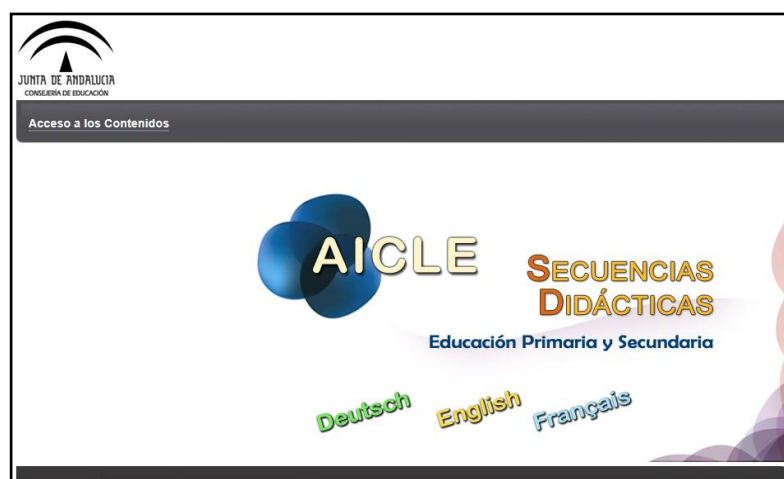 JUNTA DE ANDALUCIA
CONSEJERÍA DE EDUCACIÓN
Acceso a los Contenidos
AICLE
SECUENCIAS
DIDÁCTICAS
Educación Primaria y Secundaria
Deutsch English Français